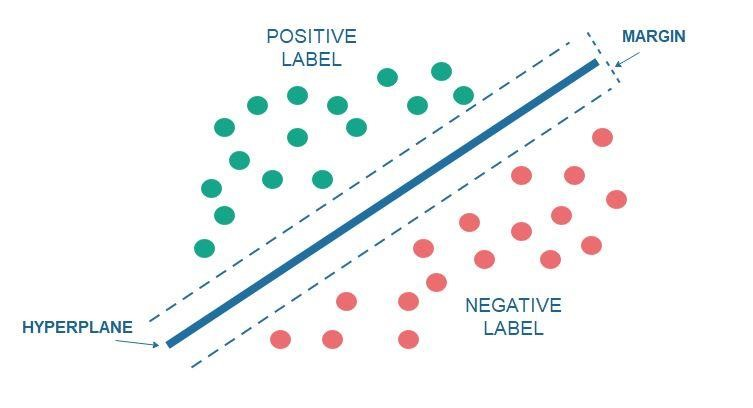 POSITIVE
LABEL
MARGIN
HYPERPLANE
NEGATIVE
LABEL